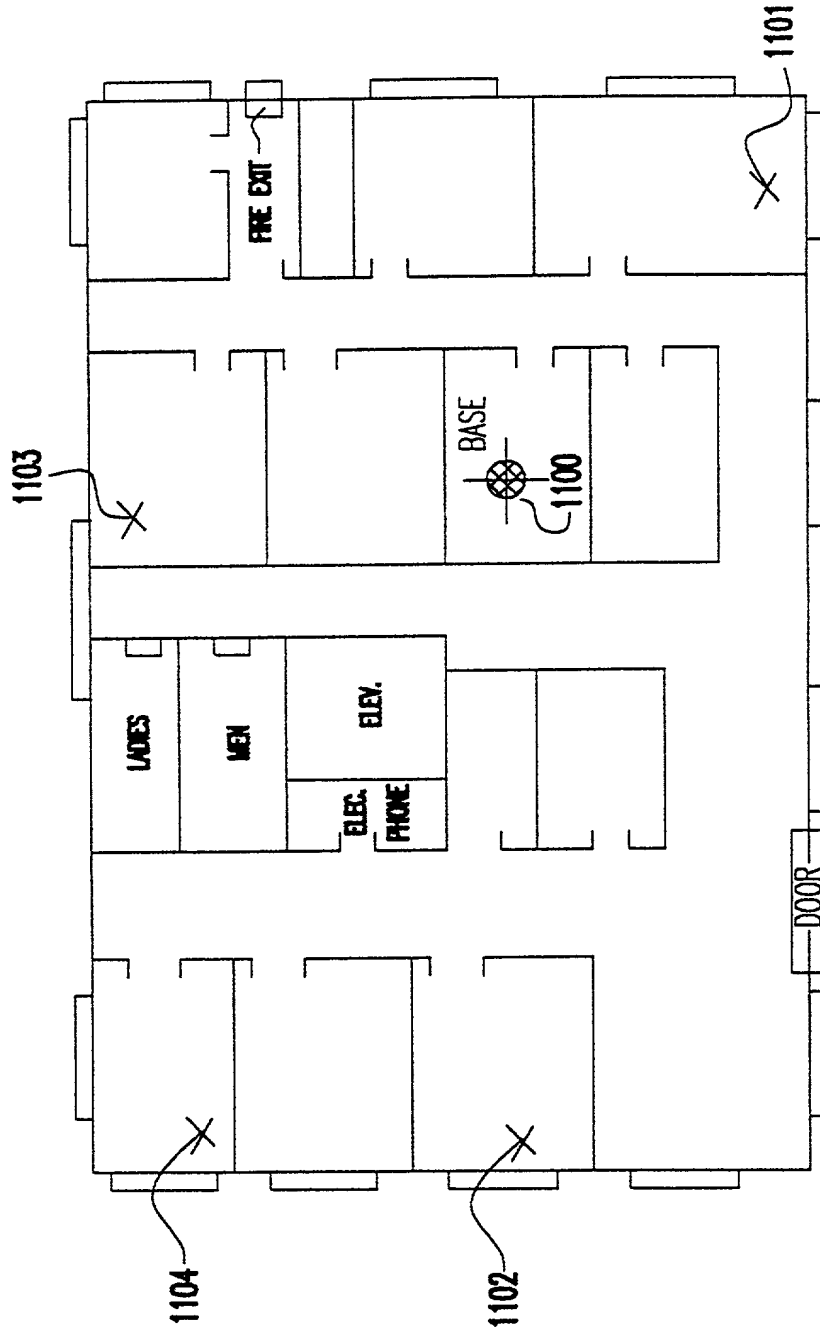 1101
FIRE EXIT
1103
BASE
1100
LADIES
MEN
ELEV.
ELEC.
PHONE
DOOR
1104
1102